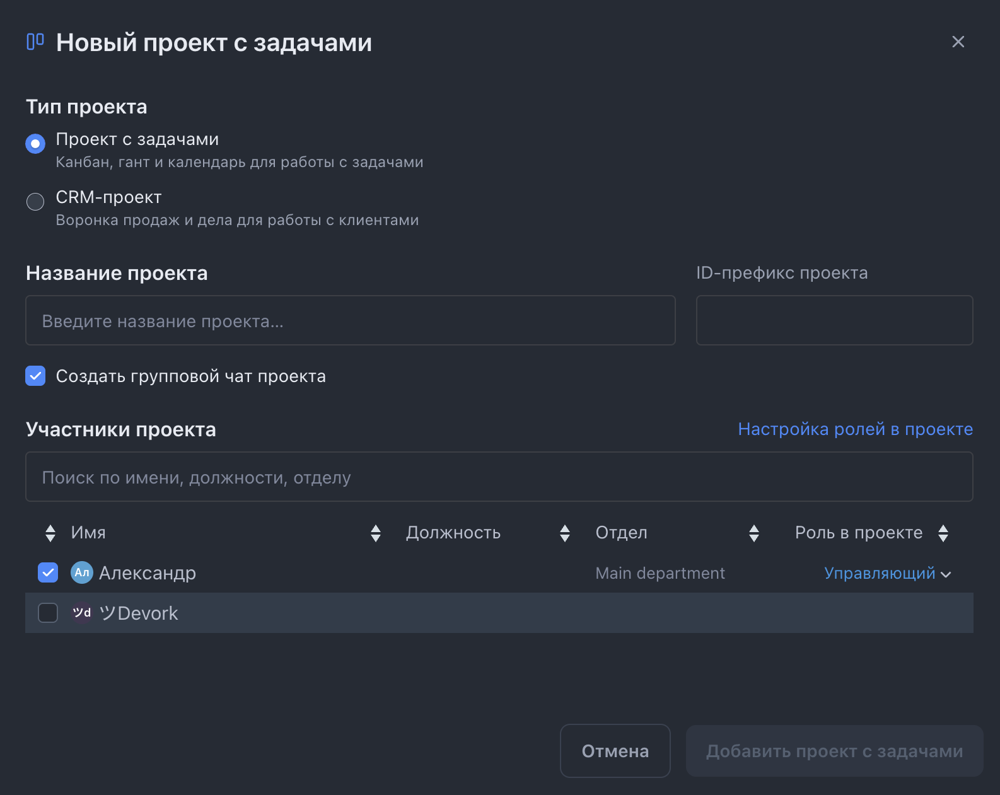 Новый проект с задачами
Тип проекта
Проект с задачами
Канбан, гант и календарь для работы с задачами
CRM-проект
Воронка продаж и дела для работы с клиентами
Название проекта
ID-префикс проекта
Введите название проекта...
Создать групповой чат проекта
Участники проекта
Настройка ролей в проекте
Поиск по имени, должности, отделу
Имя Должность Отдел Роль в проекте
Ал Александр Main department Управляющий
ツd ツDevork
Отмена
Добавить проект с задачами